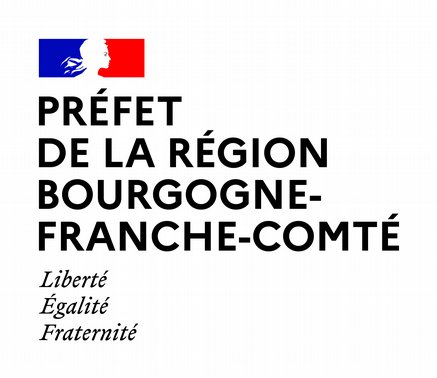 PRÉFET
DE LA RÉGION
BOURGOGNE-
FRANCHE-COMTÉ
Liberté
Égalité
Fraternité